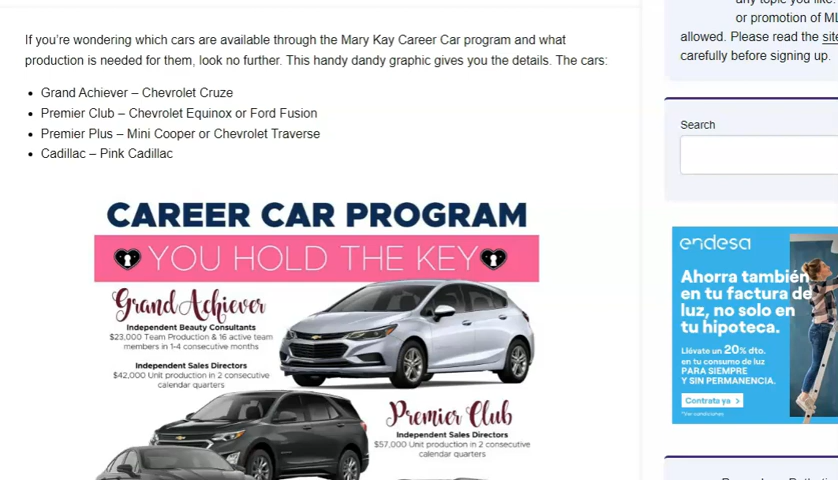 any topic you like.
or promotion of ML
allowed. Please read the site
carefully before signing up.
If you’re wondering which cars are available through the Mary Kay Career Car program and what
production is needed for them, look no further. This handy dandy graphic gives you the details. The cars:
Grand Achiever – Chevrolet Cruze
Premier Club – Chevrolet Equinox or Ford Fusion
Premier Plus – Mini Cooper or Chevrolet Traverse
Cadillac – Pink Cadillac
CAREER CAR PROGRAM
YOU HOLD THE KEY
Grand Achiever
Independent Beauty Consultants
$23,000 Team Production & 16 active team
members in 1-4 consecutive months
Independent Sales Directors
$42,000 Unit production in 2 consecutive
calendar quarters
Premier Club
Independent Sales Directors
$57,000 Unit production in 2 consecutive
calendar quarters
Search
endesa
Ahorra también
en tu factura de
luz, no solo en
tu hipoteca.
Llévate un 20% dto.
en tu consumo de luz
PARA SIEMPRE
Y SIN PERMANENCIA.
Contrata ya >
*Ver condiciones